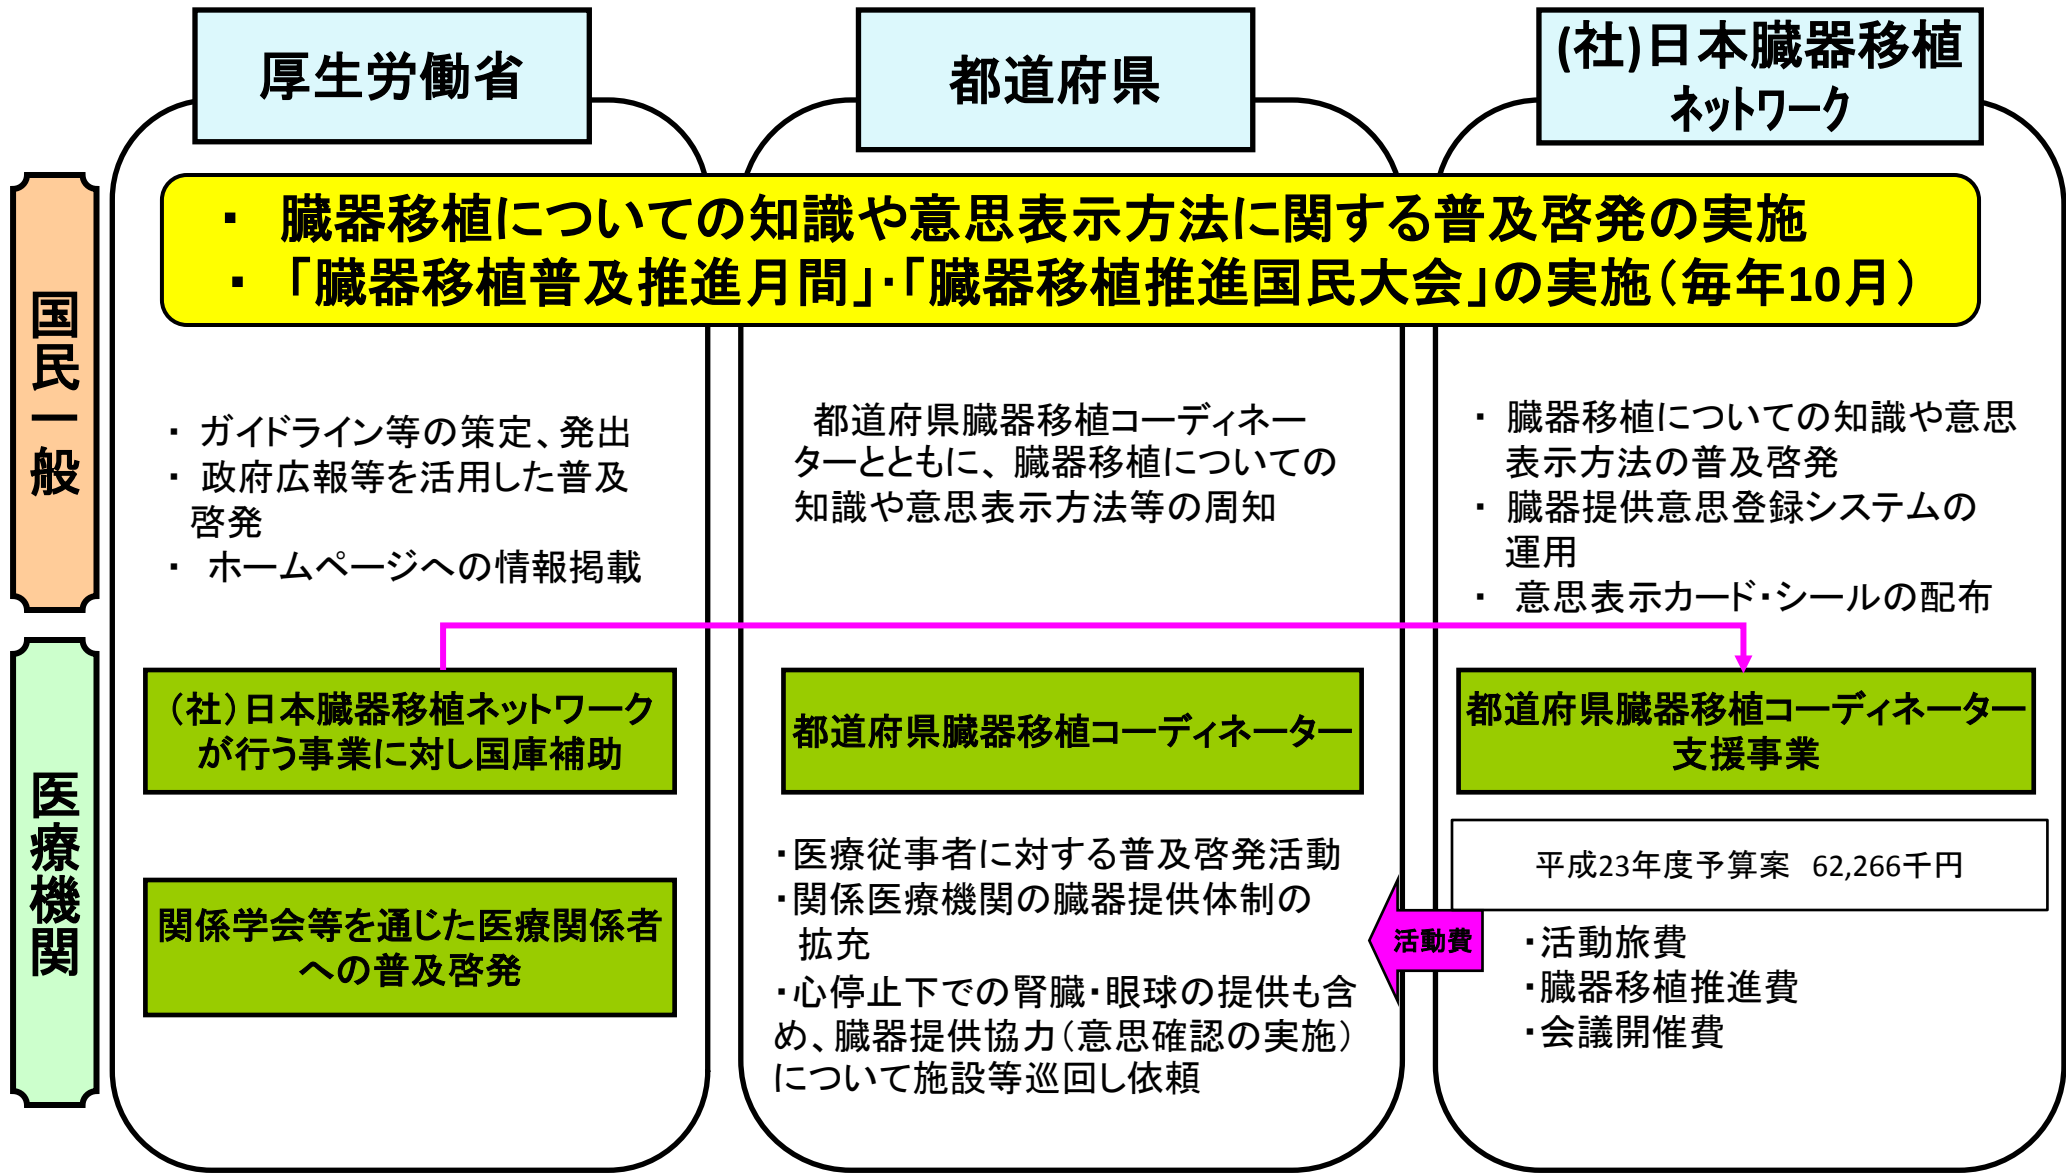 厚生労働省
都道府県
(社)日本臓器移植
ネットワーク
・ 臓器移植についての知識や意思表示方法に関する普及啓発の実施
・ 「臓器移植普及推進月間」・「臓器移植推進国民大会」の実施（毎年10月）
国民一般
・ ガイドライン等の策定、発出
・ 政府広報等を活用した普及
啓発
・ ホームページへの情報掲載
都道府県臓器移植コーディネー
ターとともに、臓器移植についての
知識や意思表示方法等の周知
・ 臓器移植についての知識や意思
表示方法の普及啓発
・ 臓器提供意思登録システムの
運用
・ 意思表示カード・シールの配布
医療機関
（社）日本臓器移植ネットワーク
が行う事業に対し国庫補助
関係学会等を通じた医療関係者
への普及啓発
都道府県臓器移植コーディネーター
・医療従事者に対する普及啓発活動
・関係医療機関の臓器提供体制の
拡充
・心停止下での腎臓・眼球の提供も含
め、臓器提供協力（意思確認の実施）
について施設等巡回し依頼
都道府県臓器移植コーディネーター
支援事業
平成23年度予算案 62,266千円
活動費
・活動旅費
・臓器移植推進費
・会議開催費